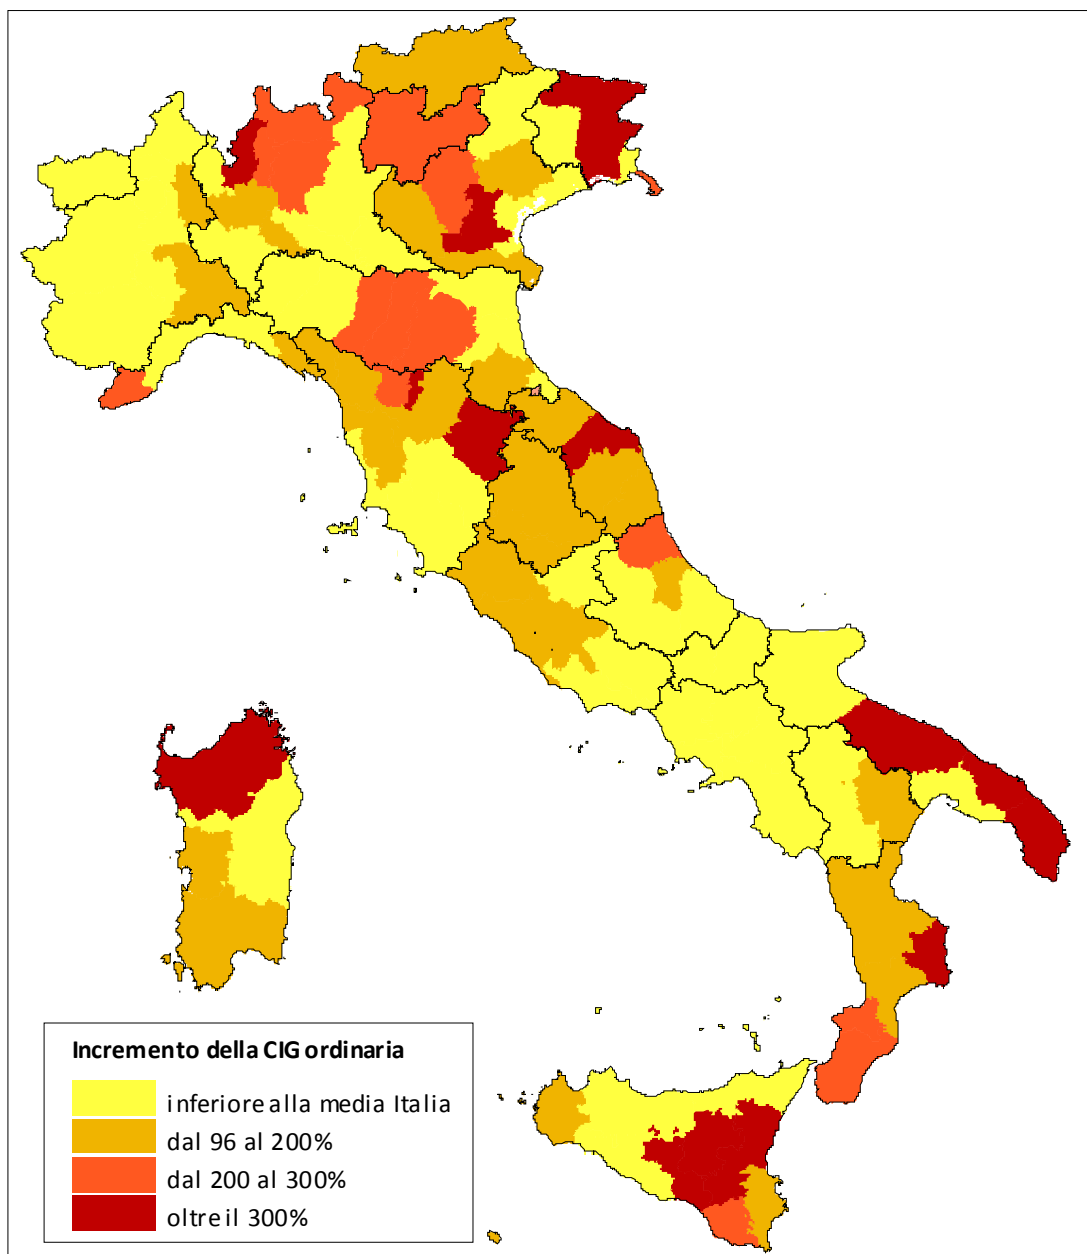 Incremento della CIG ordinaria
inferiore alla media Italia
dal 96 al 200%
dal 200 al 300%
oltre il 300%